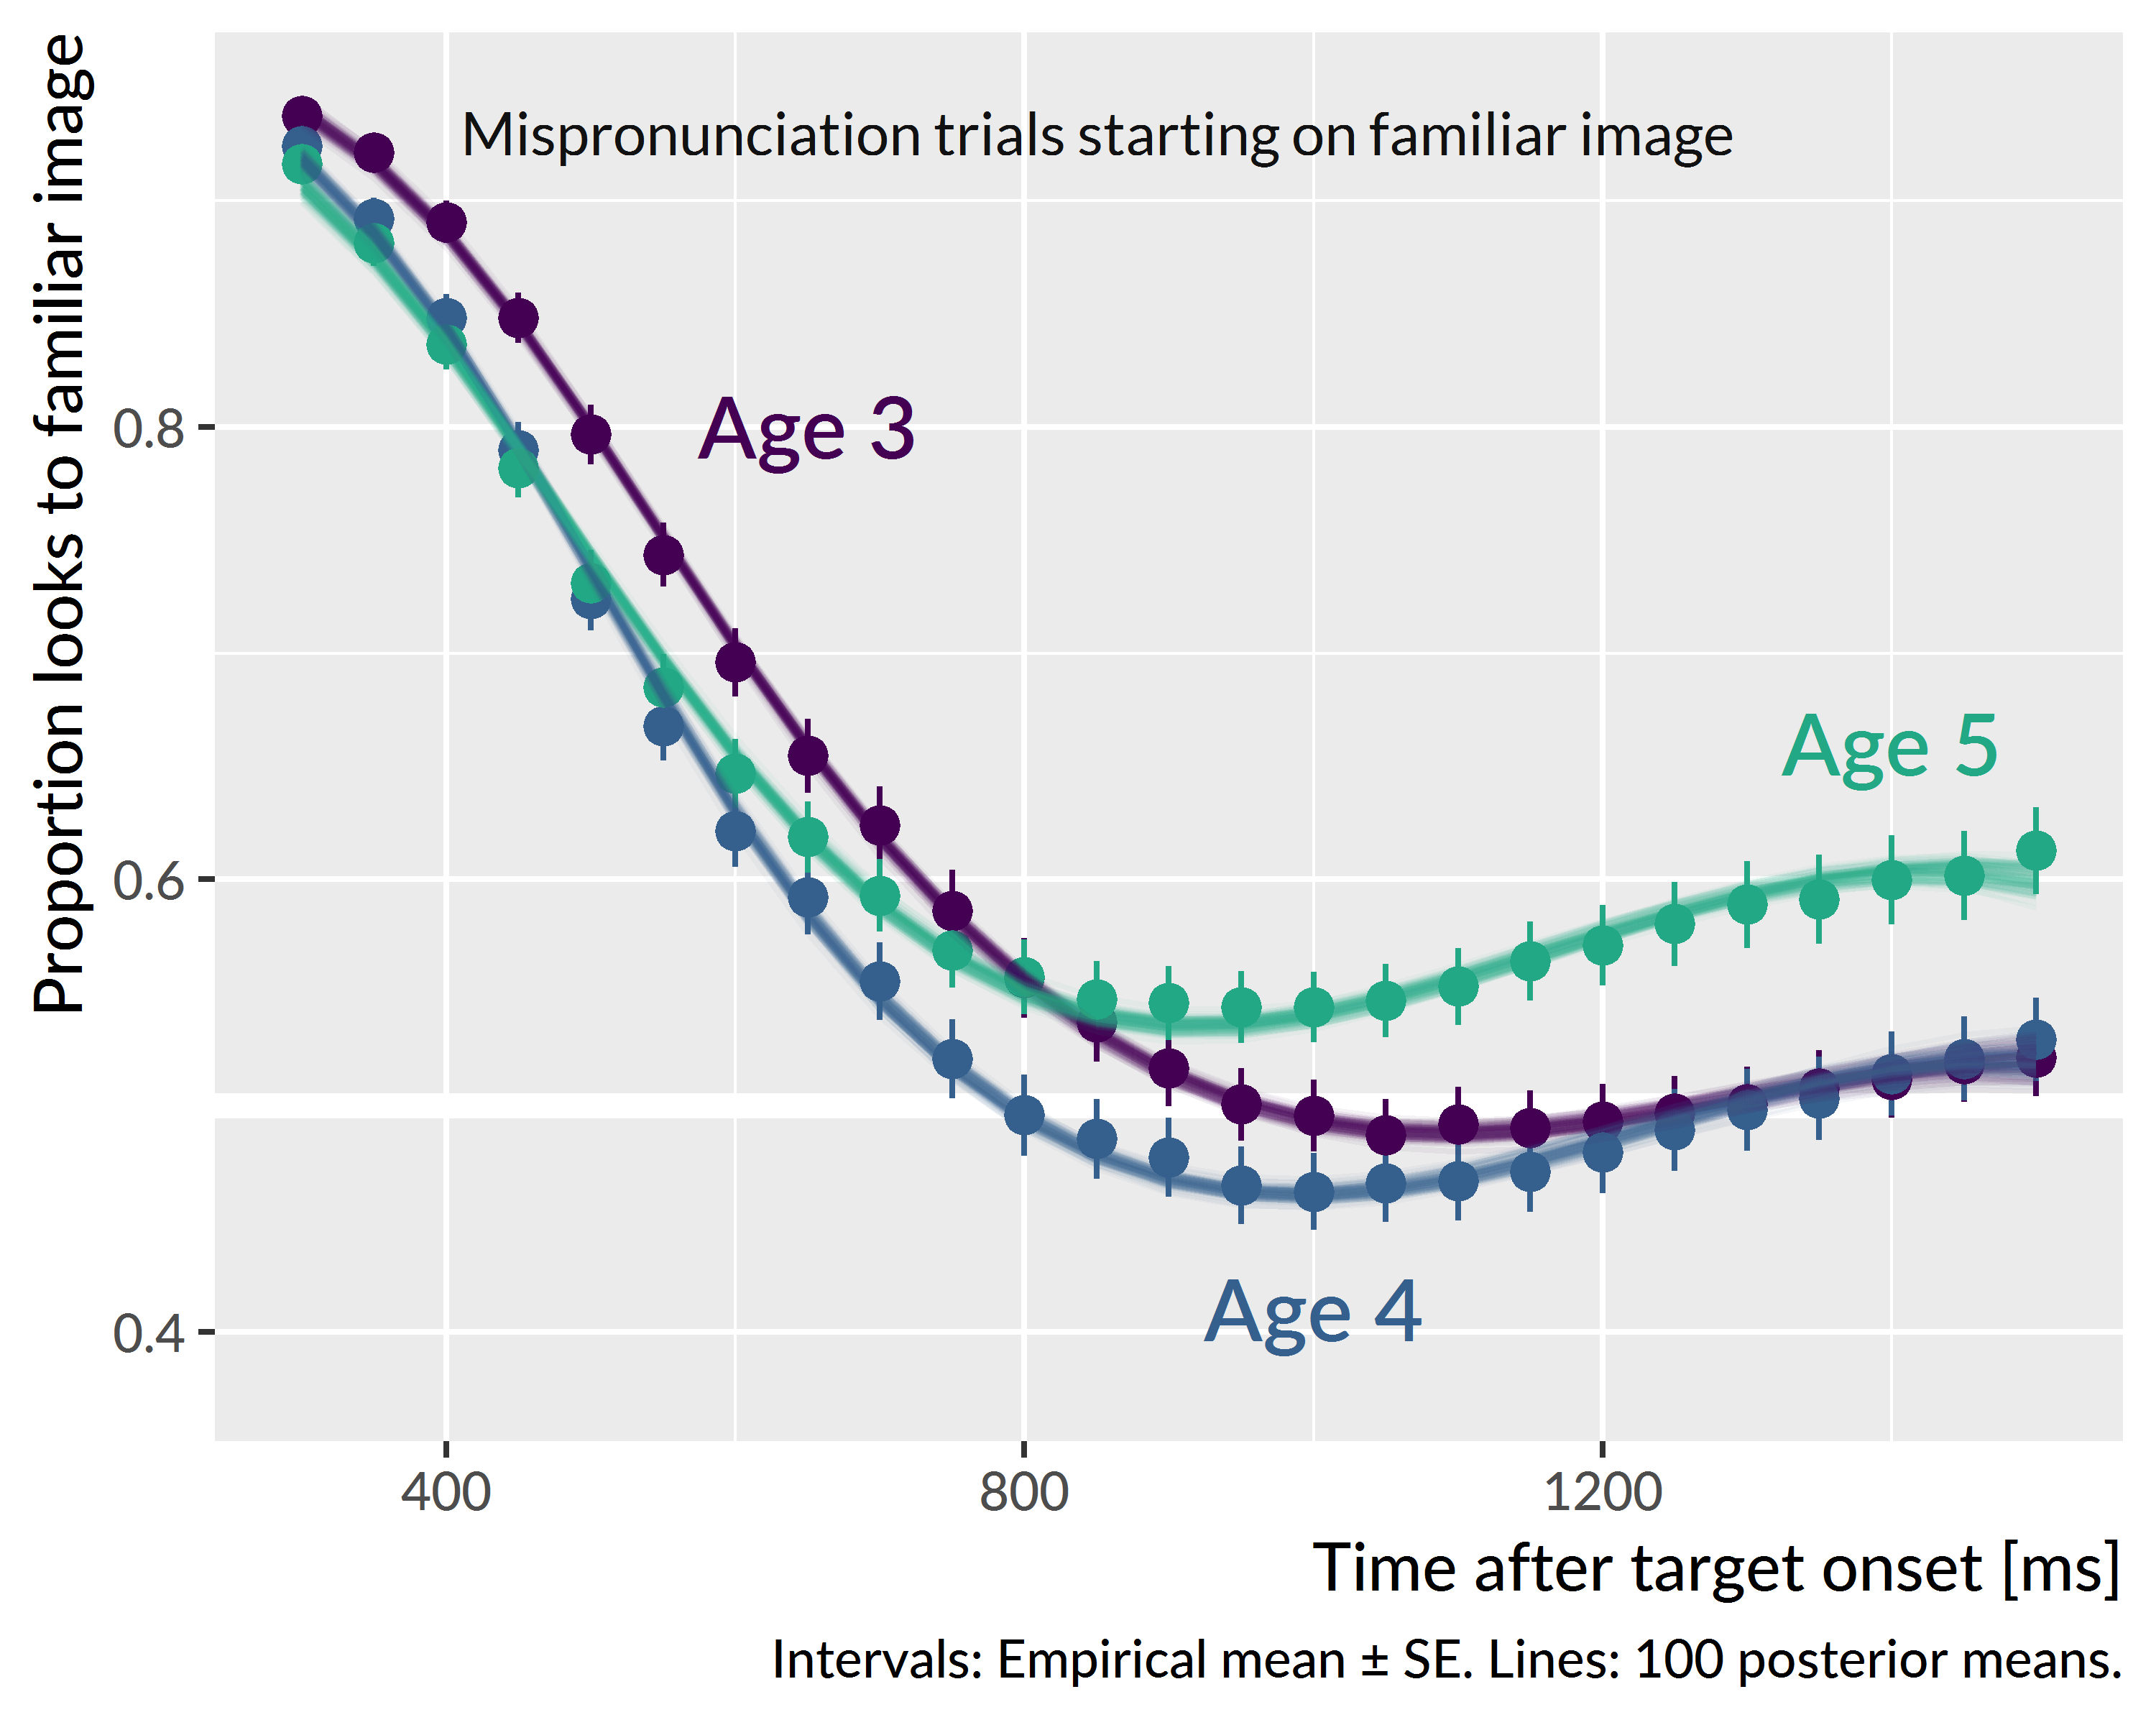 Proportion looks to familiar image
Mispronunciation trials starting on familiar image
0.8
Age 3
Age 5
0.6
Age 4
0.4
400
800
1200
Time after target onset [ms]
Intervals: Empirical mean ± SE. Lines: 100 posterior means.